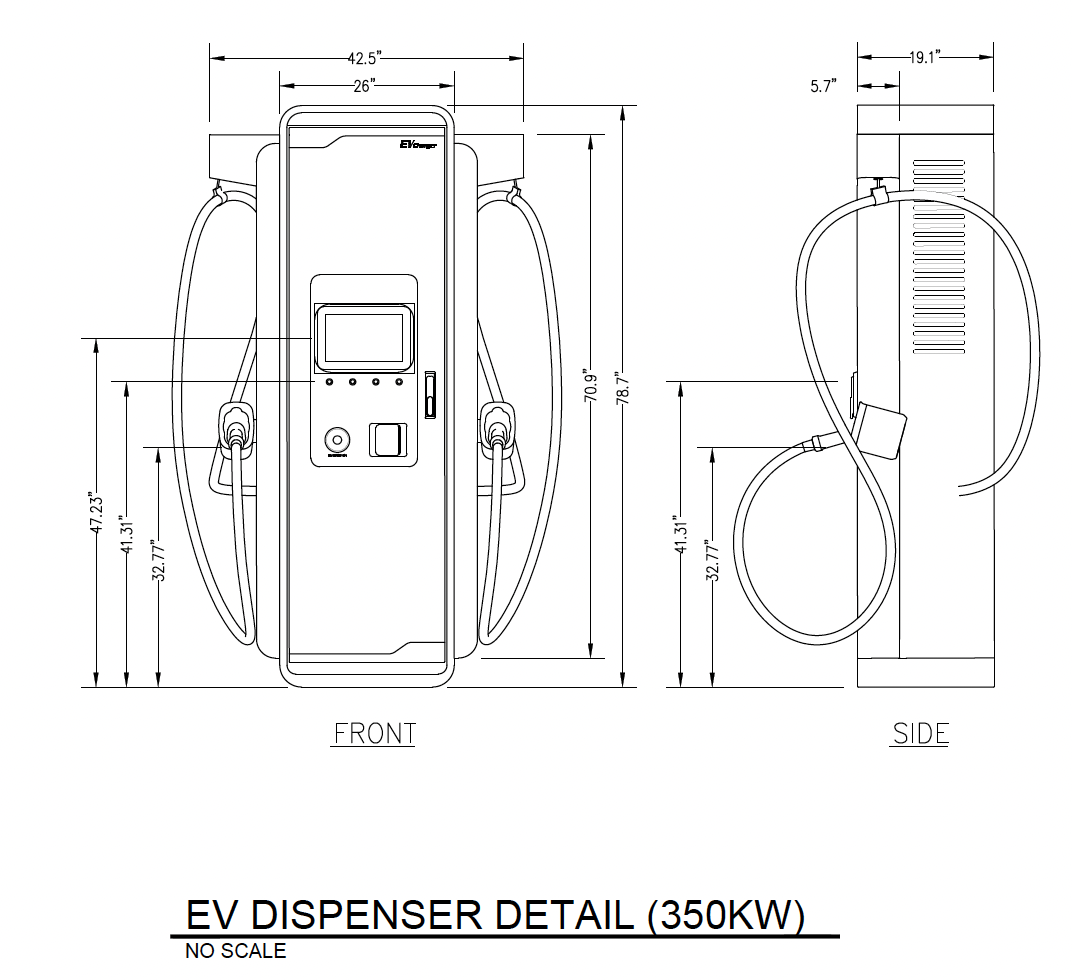 42.5"
26"
19.1"
5.7"
EVCharger
70.9"
78.7"
47.23"
41.31"
32.77"
41.31"
32.77"
FRONT
SIDE
EV DISPENSER DETAIL (350KW)
NO SCALE